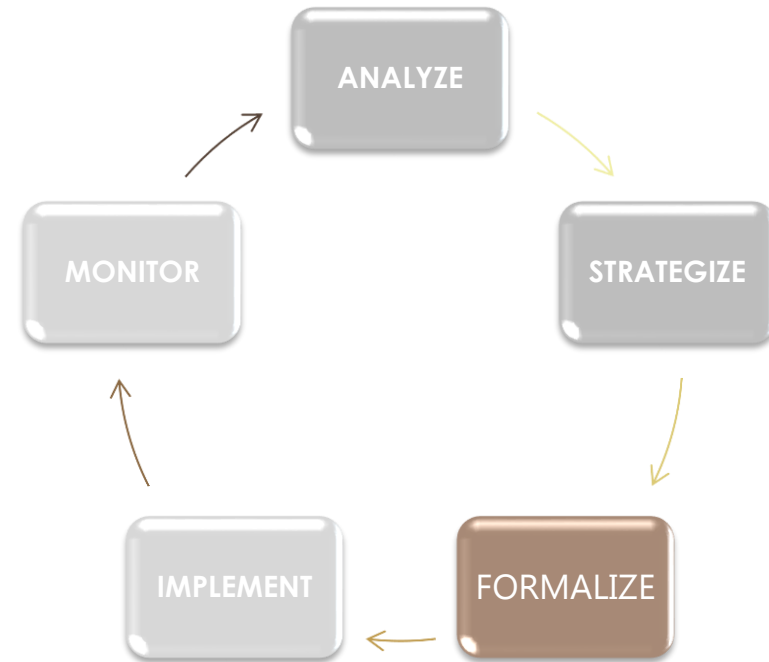 ANALYZE
STRATEGIZE
FORMALIZE
IMPLEMENT
MONITOR